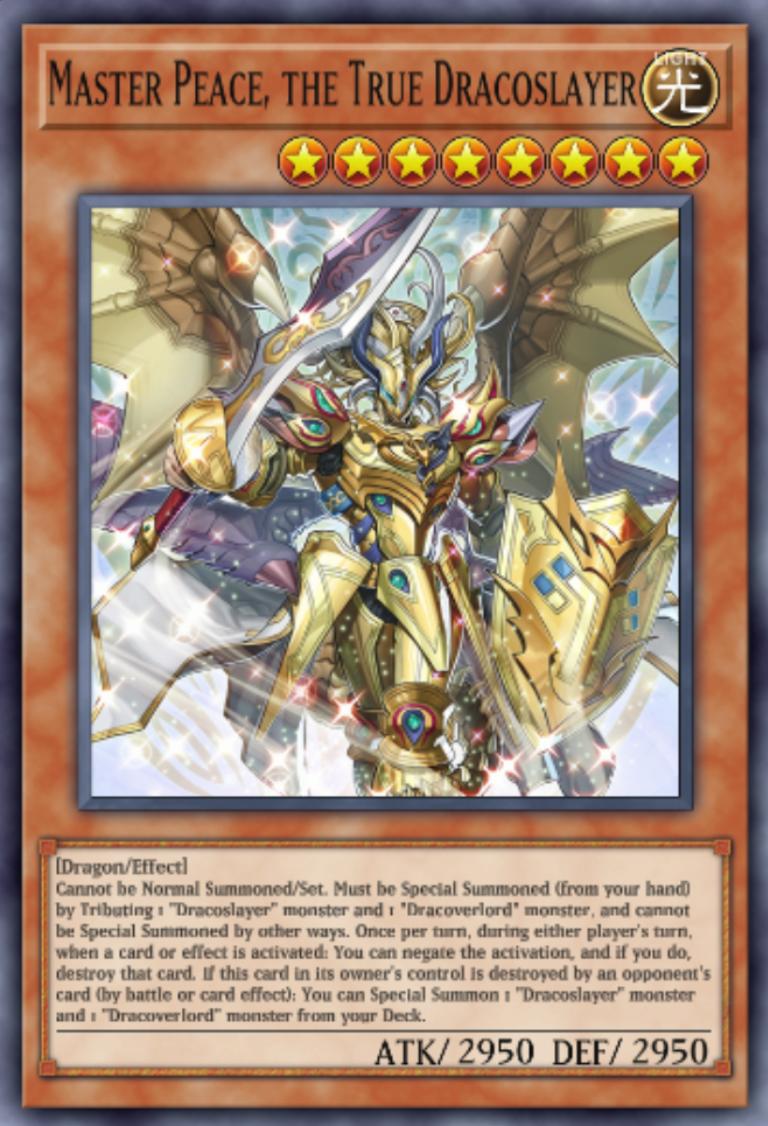 MASTER PEACE, THE TRUE DRACOSLAYER
LIGHT
光
[Dragon/Effect]
Cannot be Normal Summoned/Set. Must be Special Summoned (from your hand)
by Tributing 1 "Dracoslayer" monster and 1 "Dracoverlord" monster, and cannot
be Special Summoned by other ways. Once per turn, during either player's turn,
when a card or effect is activated: You can negate the activation, and if you do,
destroy that card. If this card in its owner's control is destroyed by an opponent's
card (by battle or card effect): You can Special Summon 1 "Dracoslayer" monster
and 1 "Dracoverlord" monster from your Deck.
ATK/ 2950 DEF/ 2950